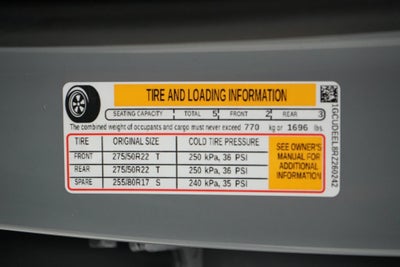 TIRE AND LOADING INFORMATION
SEATING CAPACITY TOTAL 5 FRONT 2 REAR 3
The combined weight of occupants and cargo must never exceed 770 kg or 1696 lbs.
TIRE ORIGINAL SIZE COLD TIRE PRESSURE
FRONT 275/50R22 T 250 kPa, 36 PSI
REAR 275/50R22 T 250 kPa, 36 PSI
SPARE 255/80R17 S 240 kPa, 35 PSI
SEE OWNER'S
MANUAL FOR
ADDITIONAL
INFORMATION